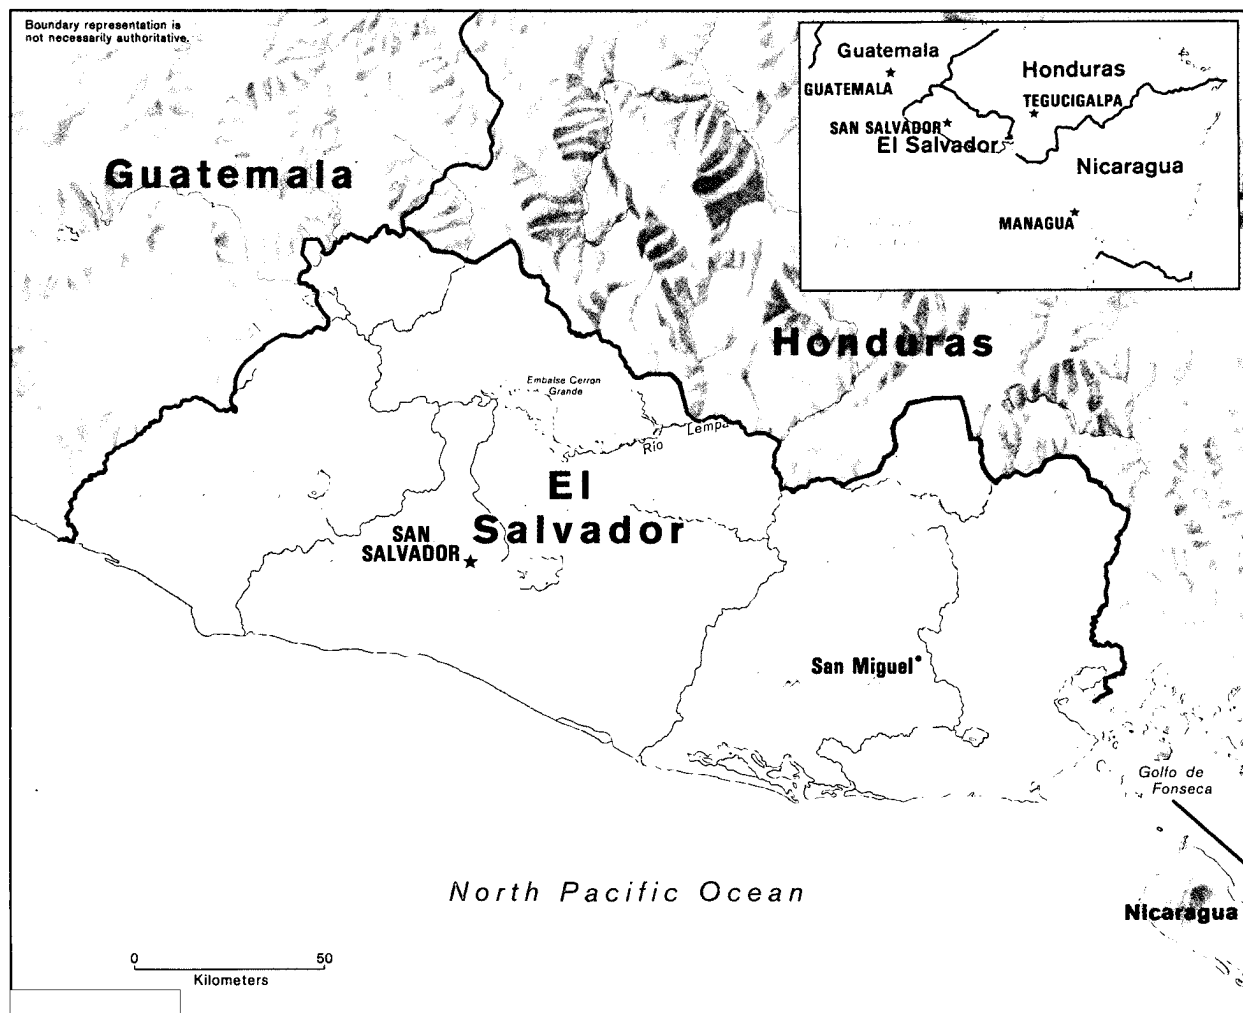 Boundary representation is
not necessarily authoritative.
Guatemala
GUATEMALA
Honduras
TEGUCIGALPA
SAN SALVADOR
El Salvador
Nicaragua
MANAGUA
Guatemala
Honduras
Embalse Cerron
Grande
Río Lempa
El
Salvador
SAN
SALVADOR
San Miguel
Golfo de
Fonseca
North Pacific Ocean
Nicaragua
0 50
Kilometers